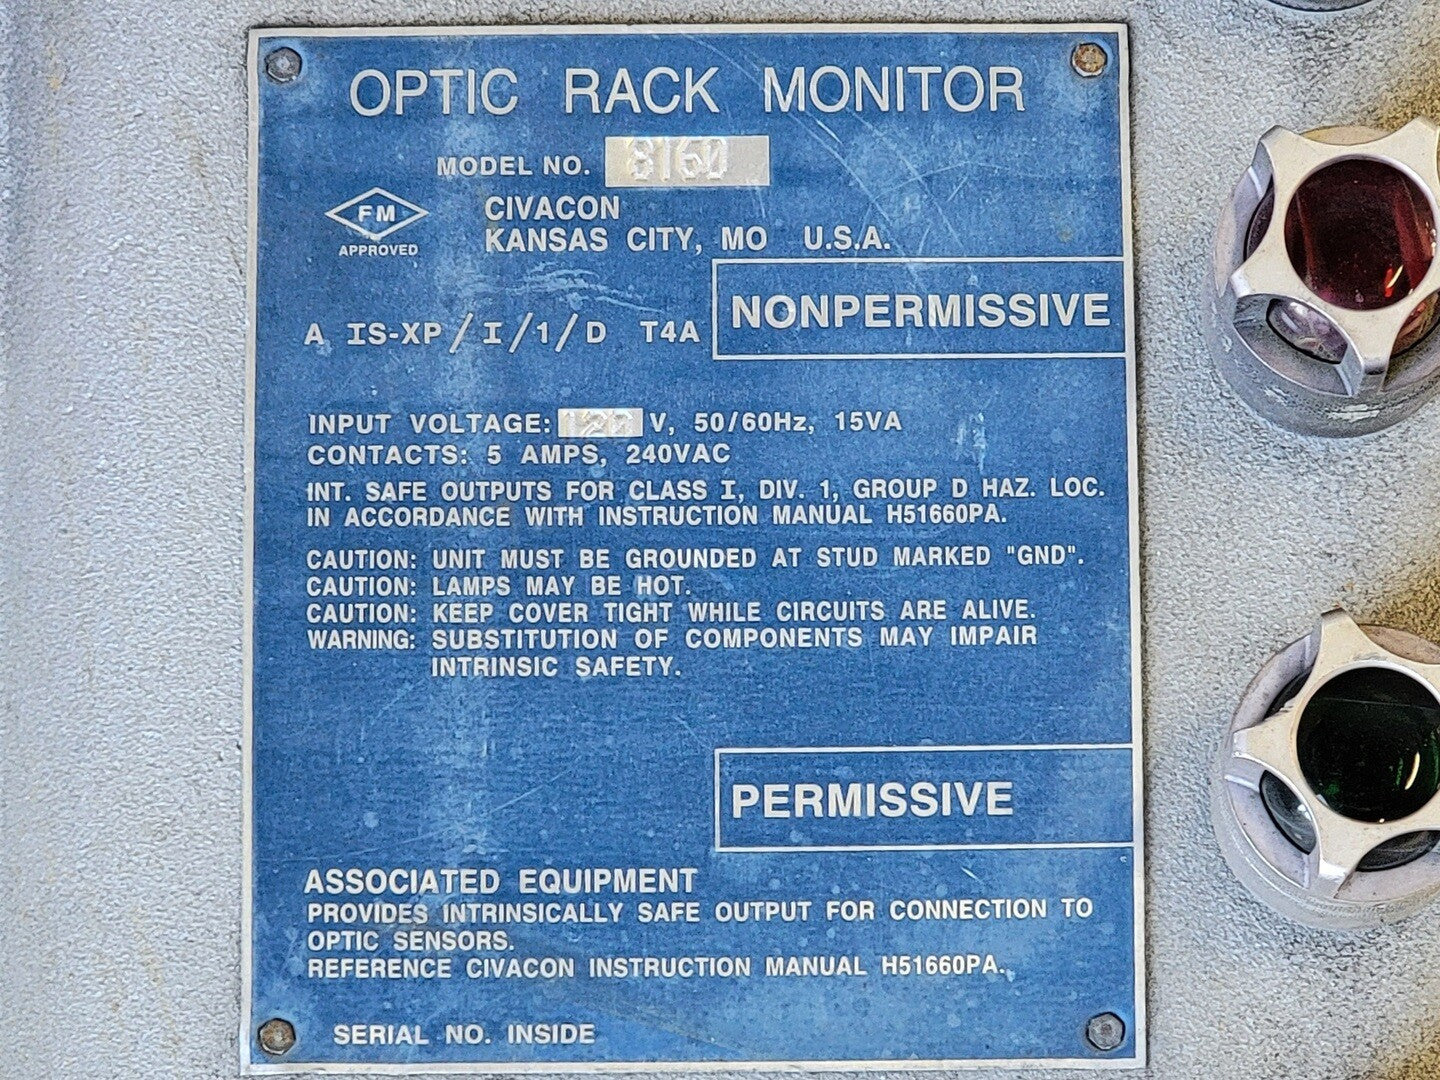 OPTIC RACK MONITOR
MODEL NO. 8160
FM
APPROVED
CIVACON
KANSAS CITY, MO U.S.A.
NONPERMISSIVE
A IS-XP/I/1/D T4A
INPUT VOLTAGE: 120 V, 50/60Hz, 15VA
CONTACTS: 5 AMPS, 240VAC
INT. SAFE OUTPUTS FOR CLASS I, DIV. 1, GROUP D HAZ. LOC.
IN ACCORDANCE WITH INSTRUCTION MANUAL H51660PA.
CAUTION: UNIT MUST BE GROUNDED AT STUD MARKED "GND".
CAUTION: LAMPS MAY BE HOT.
CAUTION: KEEP COVER TIGHT WHILE CIRCUITS ARE ALIVE.
WARNING: SUBSTITUTION OF COMPONENTS MAY IMPAIR
INTRINSIC SAFETY.
PERMISSIVE
ASSOCIATED EQUIPMENT
PROVIDES INTRINSICALLY SAFE OUTPUT FOR CONNECTION TO
OPTIC SENSORS.
REFERENCE CIVACON INSTRUCTION MANUAL H51660PA.
SERIAL NO. INSIDE